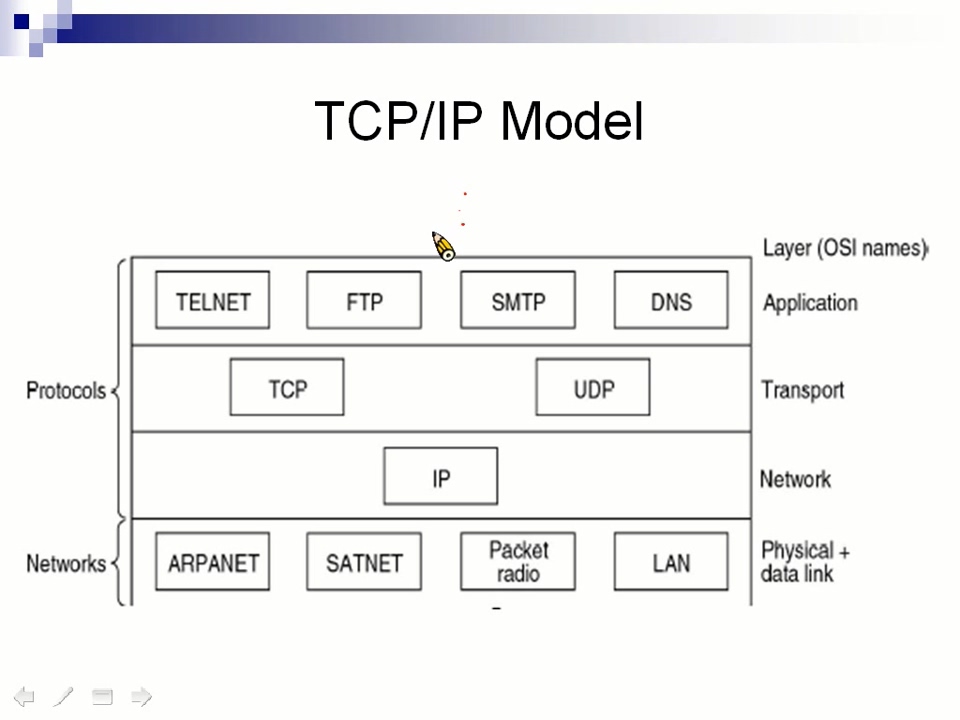 TCP/IP Model
Layer (OSI names)
TELNET FTP SMTP DNS Application
Protocols TCP UDP Transport
IP Network
Networks ARPANET SATNET Packet radio LAN Physical + data link